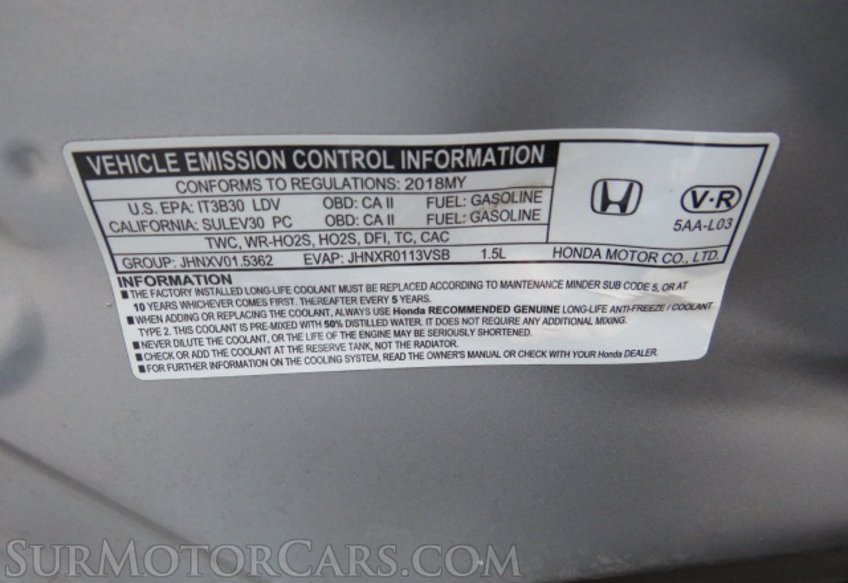 VEHICLE EMISSION CONTROL INFORMATION
CONFORMS TO REGULATIONS: 2018MY
U.S. EPA: IT3B30 LDV OBD: CA II FUEL: GASOLINE
CALIFORNIA: SULEV30 PC OBD: CA II FUEL: GASOLINE
TWC, WR-HO2S, HO2S, DFI, TC, CAC
GROUP: JHNXV01.5362 EVAP: JHNXR0113VSB 1.5L
V-R
5AA-L03
HONDA MOTOR CO., LTD.
INFORMATION
■ THE FACTORY INSTALLED LONG-LIFE COOLANT MUST BE REPLACED ACCORDING TO MAINTENANCE MINDER SUB CODE 5, OR AT
10 YEARS WHICHEVER COMES FIRST. THEREAFTER EVERY 5 YEARS.
■ WHEN ADDING OR REPLACING THE COOLANT, ALWAYS USE Honda RECOMMENDED GENUINE LONG-LIFE ANTI-FREEZE / COOLANT
TYPE 2. THIS COOLANT IS PRE-MIXED WITH 50% DISTILLED WATER. IT DOES NOT REQUIRE ANY ADDITIONAL MIXING.
■ NEVER DILUTE THE COOLANT, OR THE LIFE OF THE ENGINE MAY BE SERIOUSLY SHORTENED.
■ CHECK OR ADD THE COOLANT AT THE RESERVE TANK, NOT THE RADIATOR.
■ FOR FURTHER INFORMATION ON THE COOLING SYSTEM, READ THE OWNER'S MANUAL OR CHECK WITH YOUR Honda DEALER.
SURMOTORCARS.COM